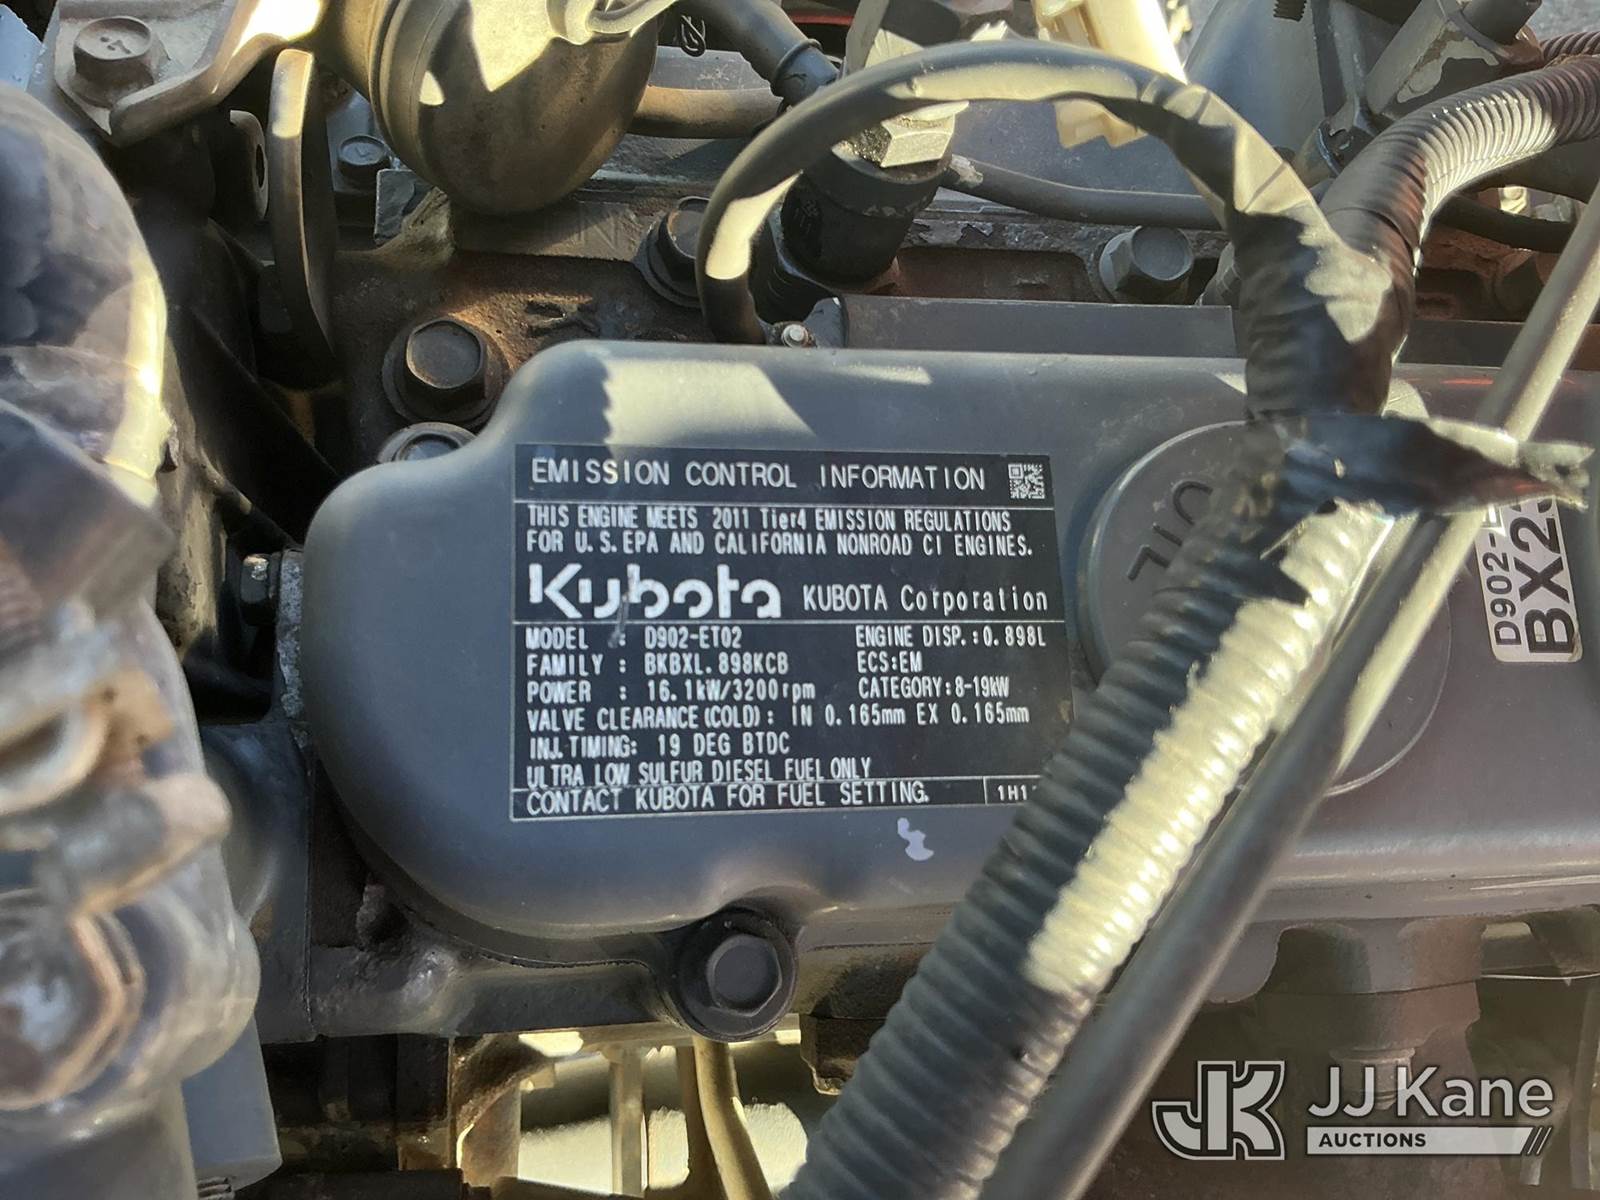 EMISSION CONTROL INFORMATION
THIS ENGINE MEETS 2011 Tier4 EMISSION REGULATIONS
FOR U.S.EPA AND CALIFORNIA NONROAD CI ENGINES.
Kubota KUBOTA Corporation
MODEL : D902-ET02 ENGINE DISP.:0.898L
FAMILY : BKBXL.898KCB ECS:EM
POWER : 16.1kW/3200rpm CATEGORY:8-19kW
VALVE CLEARANCE(COLD): IN 0.165mm EX 0.165mm
INJ.TIMING: 19 DEG BTDC
ULTRA LOW SULFUR DIESEL FUEL ONLY
CONTACT KUBOTA FOR FUEL SETTING.
OIL
D902-
BX2
JK JJ Kane
AUCTIONS